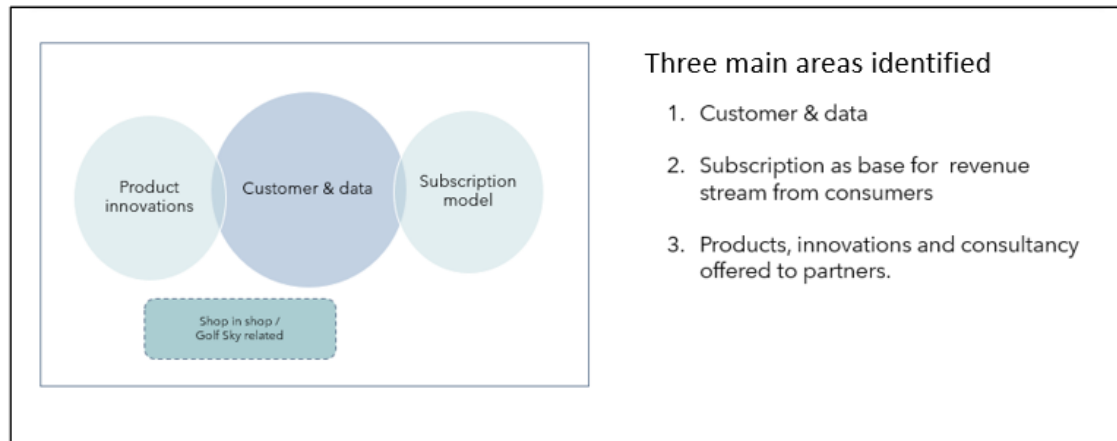 Three main areas identified
Product
innovations
Customer & data
Subscription
model
Shop in shop /
Golf Sky related
1. Customer & data
2. Subscription as base for revenue
stream from consumers
3. Products, innovations and consultancy
offered to partners.